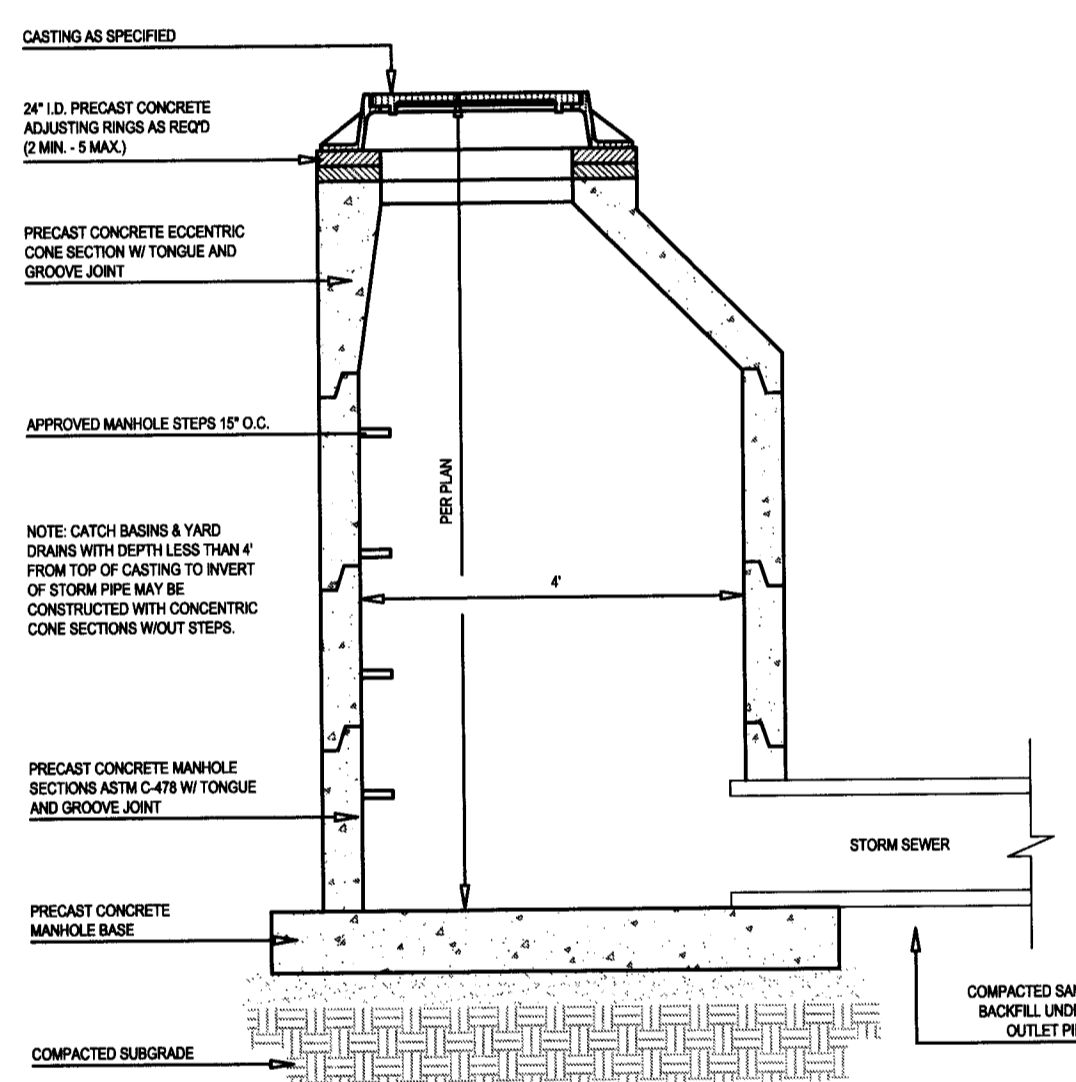 CASTING AS SPECIFIED
24" I.D. PRECAST CONCRETE
ADJUSTING RINGS AS REQ'D
(2 MIN. - 5 MAX.)
PRECAST CONCRETE ECCENTRIC
CONE SECTION W/ TONGUE AND
GROOVE JOINT
APPROVED MANHOLE STEPS 15" O.C.
PER PLAN
NOTE: CATCH BASINS & YARD
DRAINS WITH DEPTH LESS THAN 4'
FROM TOP OF CASTING TO INVERT
OF STORM PIPE MAY BE
CONSTRUCTED WITH CONCENTRIC
CONE SECTIONS W/OUT STEPS.
4'
PRECAST CONCRETE MANHOLE
SECTIONS ASTM C-478 W/ TONGUE
AND GROOVE JOINT
STORM SEWER
PRECAST CONCRETE
MANHOLE BASE
COMPACTED
BACKFILL
OUTLET
COMPACTED SUBGRADE